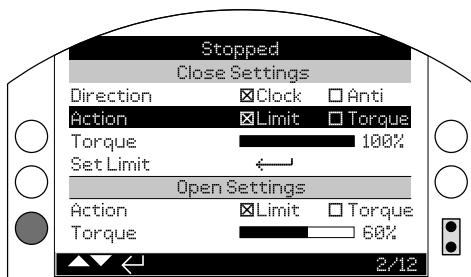 Stopped
Close Settings
Direction ☒Clock ☐Anti
Action ☒Limit ☐Torque
Torque 100%
Set Limit
Open Settings
Action ☒Limit ☐Torque
Torque 60%
2/12